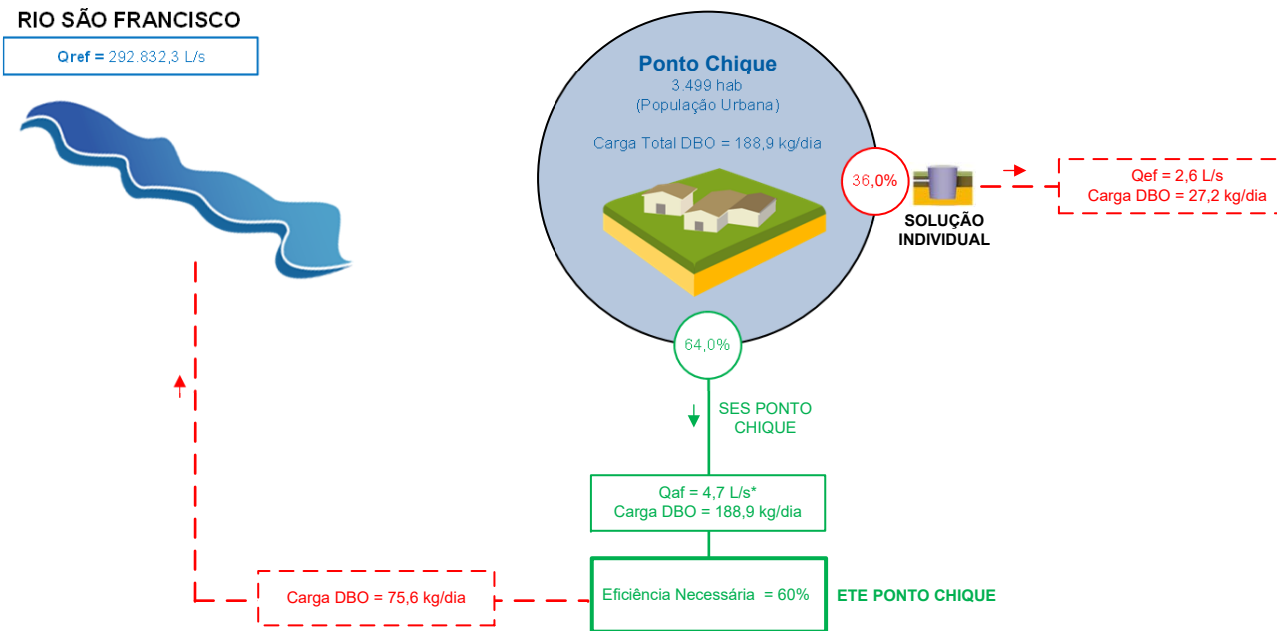 RIO SÃO FRANCISCO
Qref = 292.832,3 L/s
Ponto Chique
3.499 hab
(População Urbana)
Carga Total DBO = 188,9 kg/dia
36,0%
SOLUÇÃO
INDIVIDUAL
Qef = 2,6 L/s
Carga DBO = 27,2 kg/dia
64,0%
SES PONTO
CHIQUE
Qaf = 4,7 L/s*
Carga DBO = 188,9 kg/dia
Eficiência Necessária = 60%
ETE PONTO CHIQUE
Carga DBO = 75,6 kg/dia